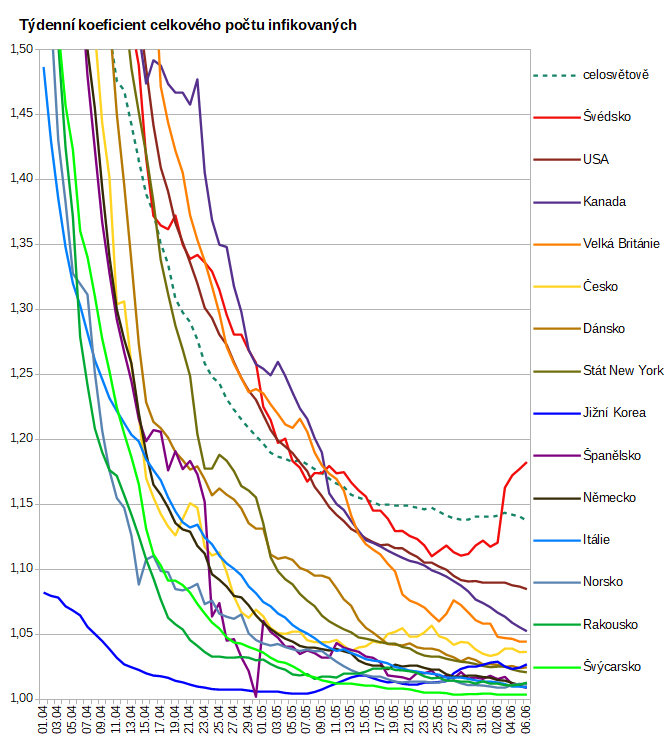 Týdenní koeficient celkového počtu infikovaných
1,50
1,45
1,40
1,35
1,30
1,25
1,20
1,15
1,10
1,05
1,00
01.04
03.04
05.04
07.04
09.04
11.04
13.04
15.04
17.04
19.04
21.04
23.04
25.04
27.04
29.04
01.05
03.05
05.05
07.05
09.05
11.05
13.05
15.05
17.05
19.05
21.05
23.05
25.05
27.05
29.05
31.05
02.06
04.06
06.06
celosvětově
Švédsko
USA
Kanada
Velká Británie
Česko
Dánsko
Stát New York
Jižní Korea
Španělsko
Německo
Itálie
Norsko
Rakousko
Švýcarsko